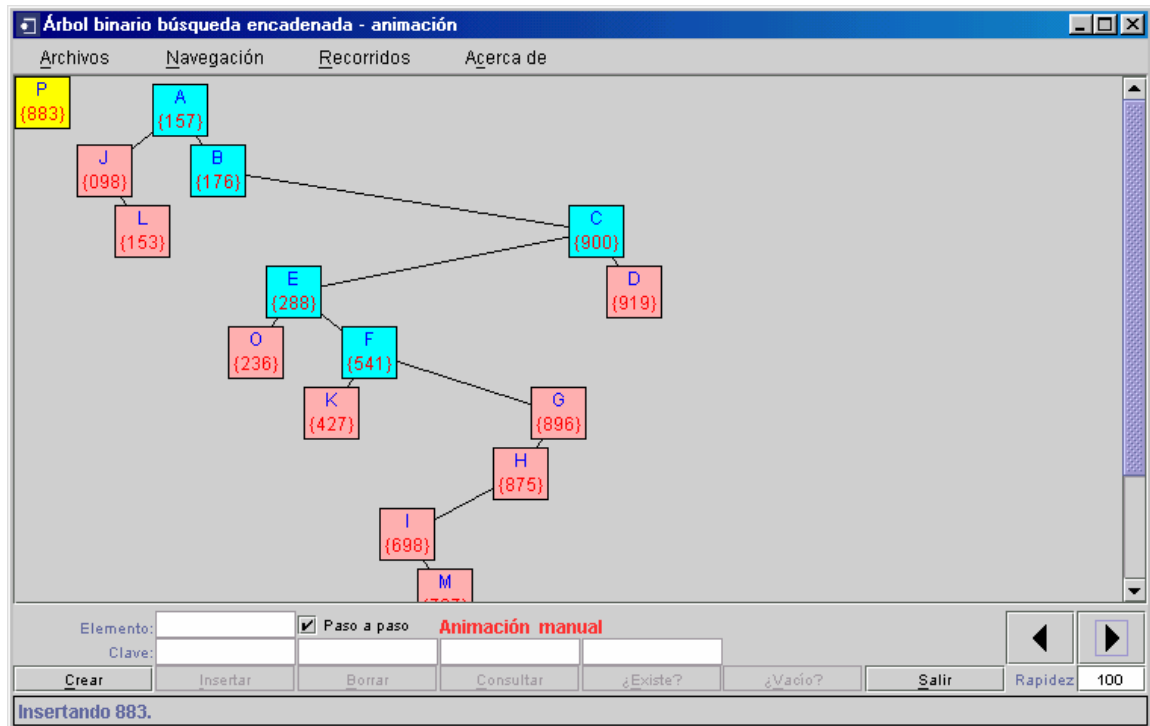 Árbol binario búsqueda encadenada - animación
Archivos Navegación Recorridos Acerca de
P
{883}
A
{157}
J
{098}
B
{176}
L
{153}
C
{900}
E
{288}
D
{919}
O
{236}
F
{541}
K
{427}
G
{896}
H
{875}
I
{698}
M
Elemento: Paso a paso Animación manual
Clave:
Crear Insertar Borrar Consultar ¿Existe? ¿Vacío? Salir Rapidez 100
Insertando 883.